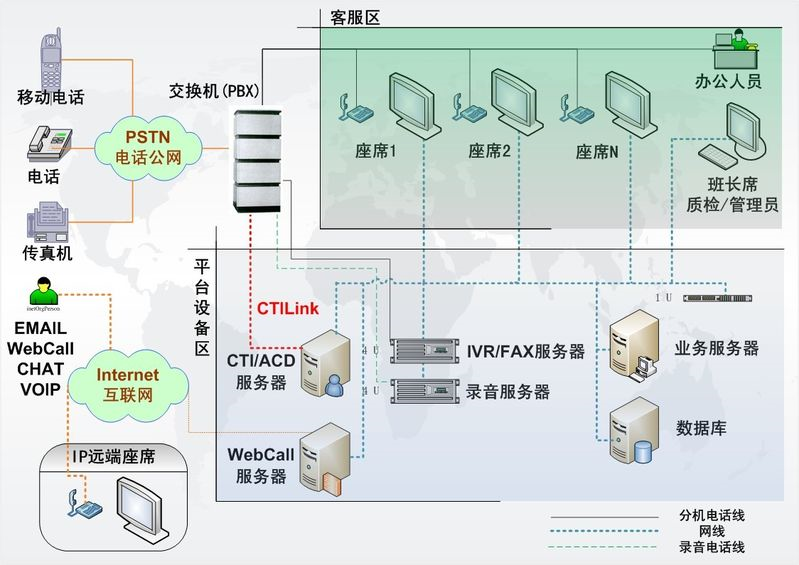 客服区
移动电话
交换机(PBX)
办公人员
PSTN
电话公网
电话
座席1
座席2
座席N
班长席
质检/管理员
传真机
平台设备区
inetOrgPerson
CTILink
1 U
EMAIL
WebCall
CHAT
VOIP
Internet
互联网
CTI/ACD
服务器
4 U
IVR/FAX服务器
业务服务器
4 U
录音服务器
WebCall
服务器
数据库
IP远端座席
分机电话线
网线
录音电话线